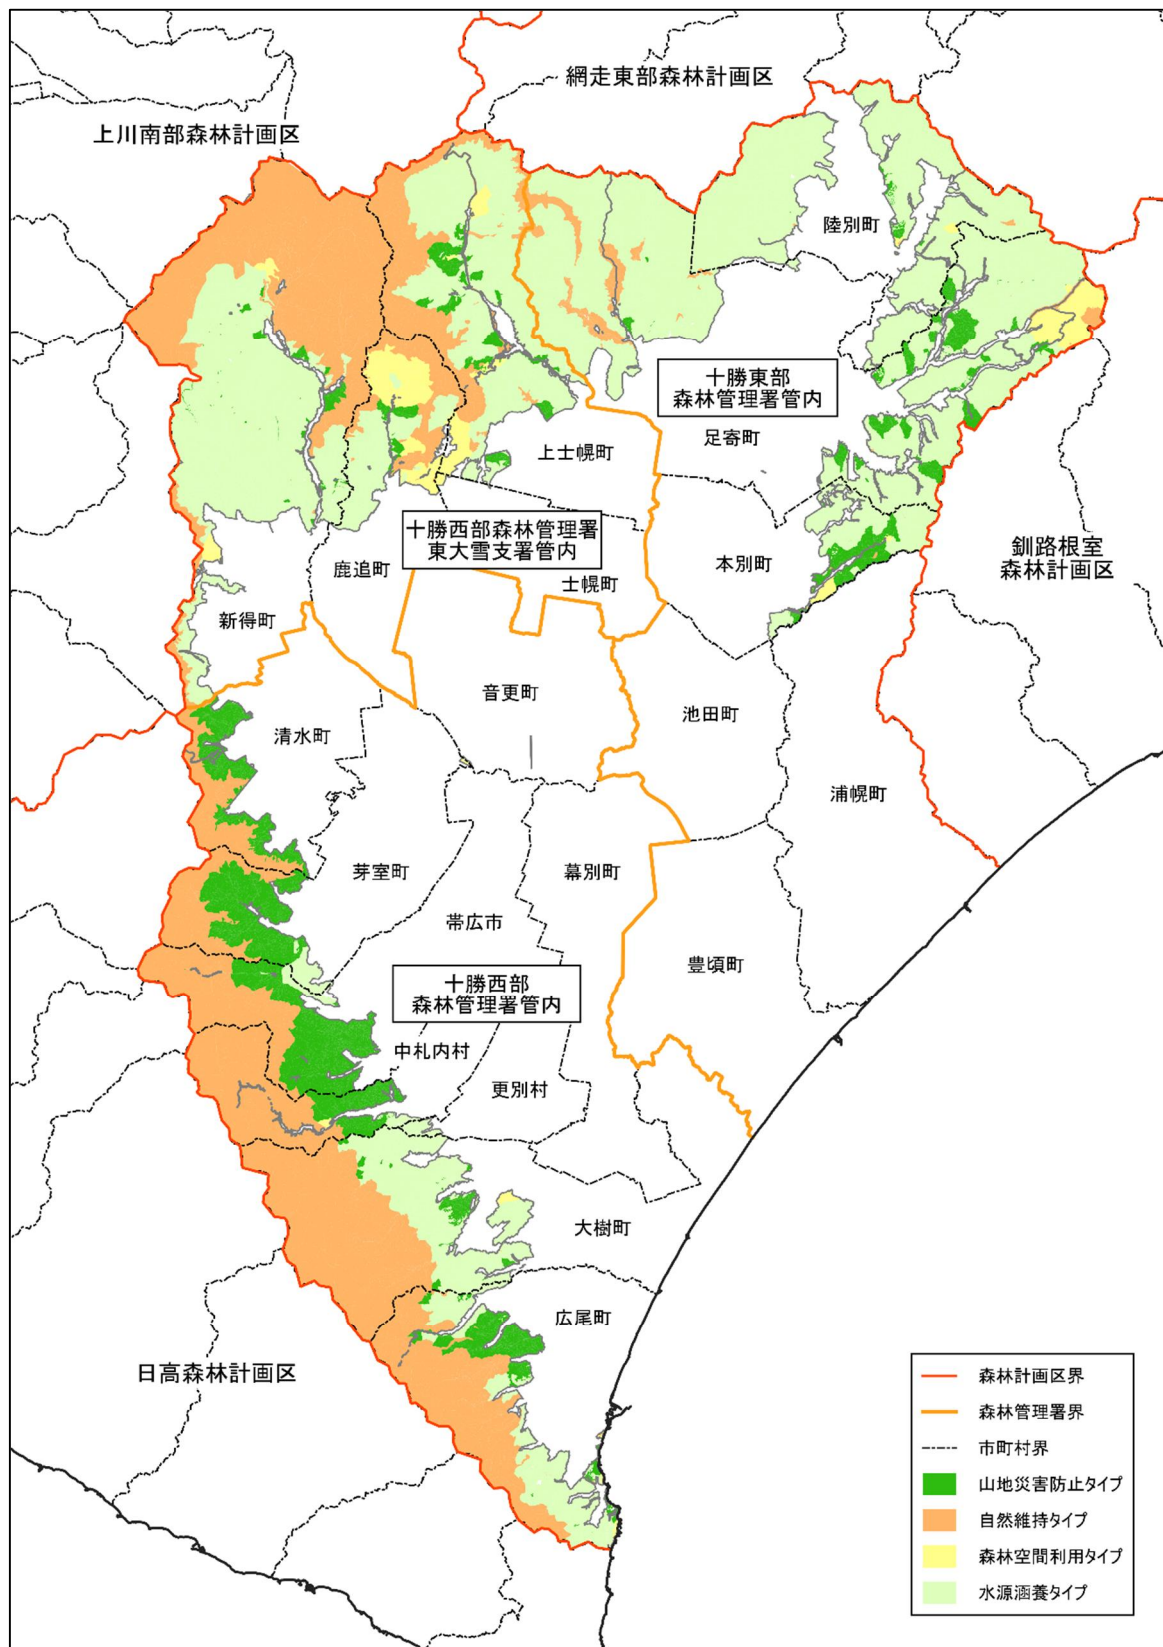 網走東部森林計画区
上川南部森林計画区
陸別町
十勝東部
森林管理署管内
足寄町
上士幌町
十勝西部森林管理署
東大雪支署管内
鹿追町
士幌町
本別町
釧路根室
森林計画区
新得町
音更町
池田町
清水町
浦幌町
芽室町
幕別町
帯広市
豊頃町
十勝西部
森林管理署管内
中札内村
更別村
大樹町
広尾町
日高森林計画区
森林計画区界
森林管理署界
市町村界
山地災害防止タイプ
自然維持タイプ
森林空間利用タイプ
水源涵養タイプ